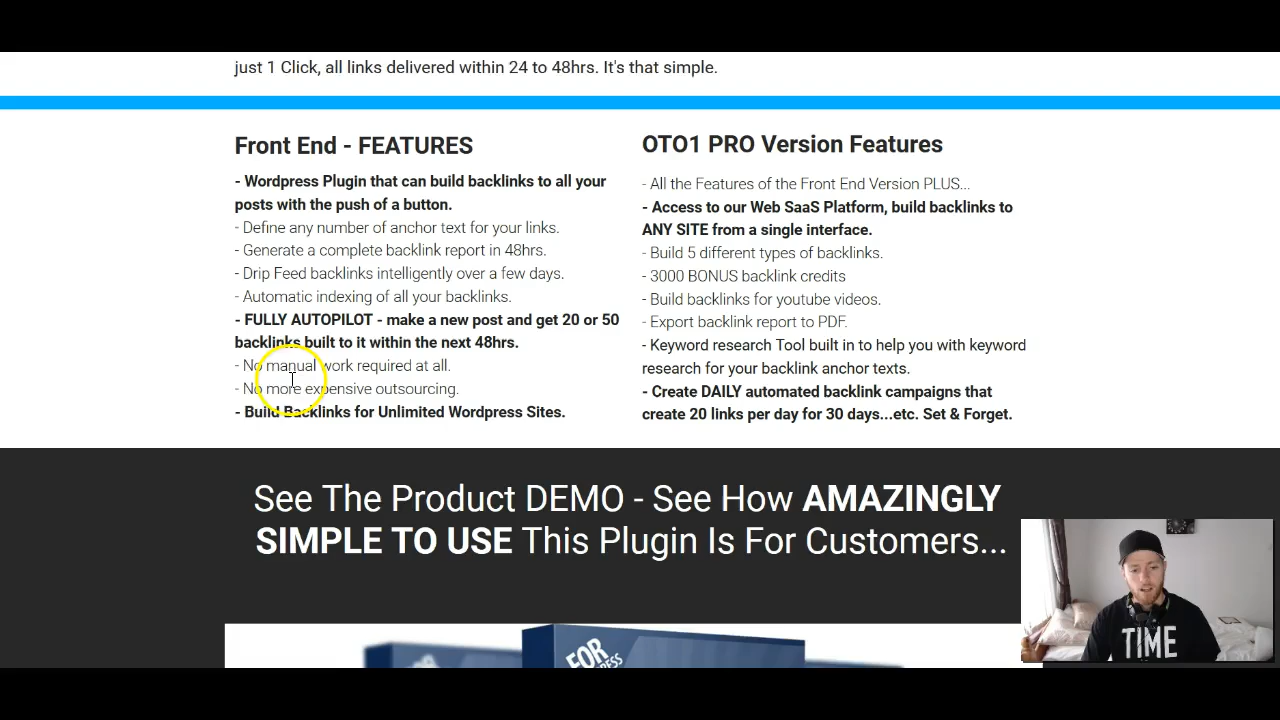 just 1 Click, all links delivered within 24 to 48hrs. It's that simple.
Front End - FEATURES
- Wordpress Plugin that can build backlinks to all your
posts with the push of a button.
- Define any number of anchor text for your links.
- Generate a complete backlink report in 48hrs.
- Drip Feed backlinks intelligently over a few days.
- Automatic indexing of all your backlinks.
- FULLY AUTOPILOT - make a new post and get 20 or 50
backlinks built to it within the next 48hrs.
- No manual work required at all.
- No more expensive outsourcing.
- Build Backlinks for Unlimited Wordpress Sites.
OTO1 PRO Version Features
- All the Features of the Front End Version PLUS...
- Access to our Web SaaS Platform, build backlinks to
ANY SITE from a single interface.
- Build 5 different types of backlinks.
- 3000 BONUS backlink credits
- Build backlinks for youtube videos.
- Export backlink report to PDF.
- Keyword research Tool built in to help you with keyword
research for your backlink anchor texts.
- Create DAILY automated backlink campaigns that
create 20 links per day for 30 days...etc. Set & Forget.
See The Product DEMO - See How AMAZINGLY
SIMPLE TO USE This Plugin Is For Customers...
FOR
TIME